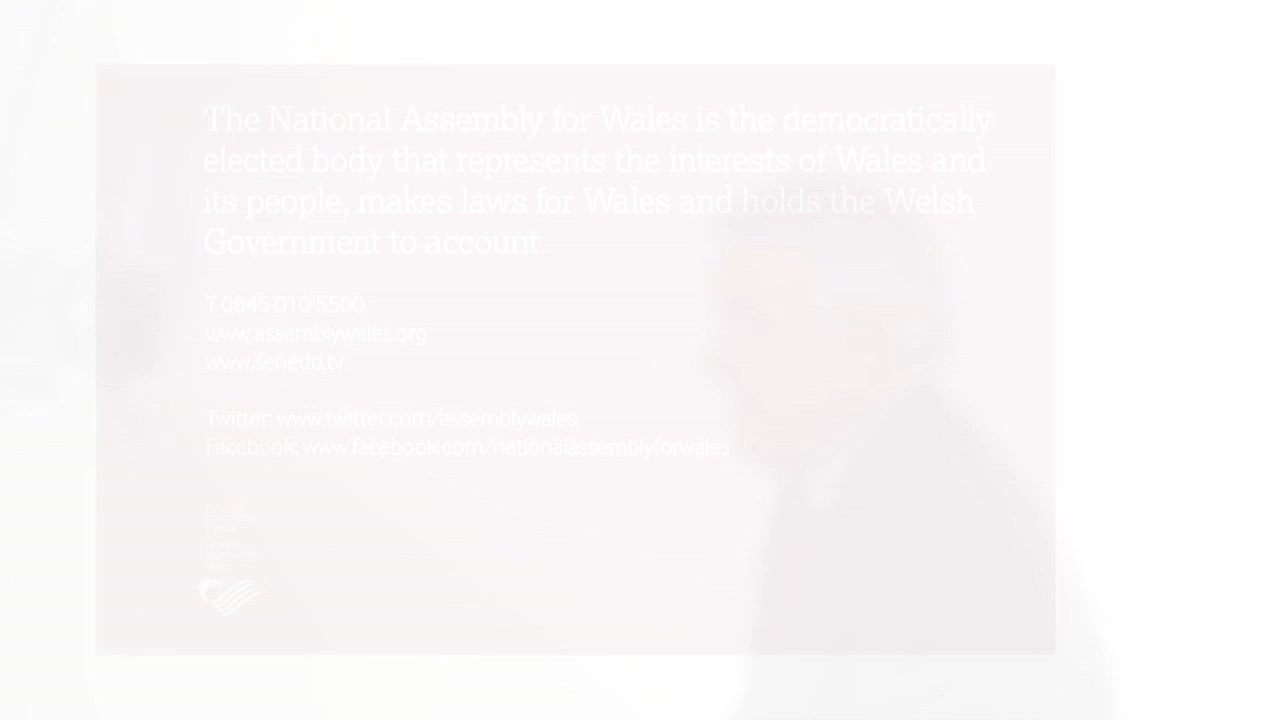 The National Assembly for Wales is the democratically
elected body that represents the interests of Wales and
its people, makes laws for Wales and holds the Welsh
Government to account.
T 0845 010 5500
www.assemblywales.org
www.senedd.tv
Twitter: www.twitter.com/assemblywales
Facebook: www.facebook.com/nationalassemblyforwales